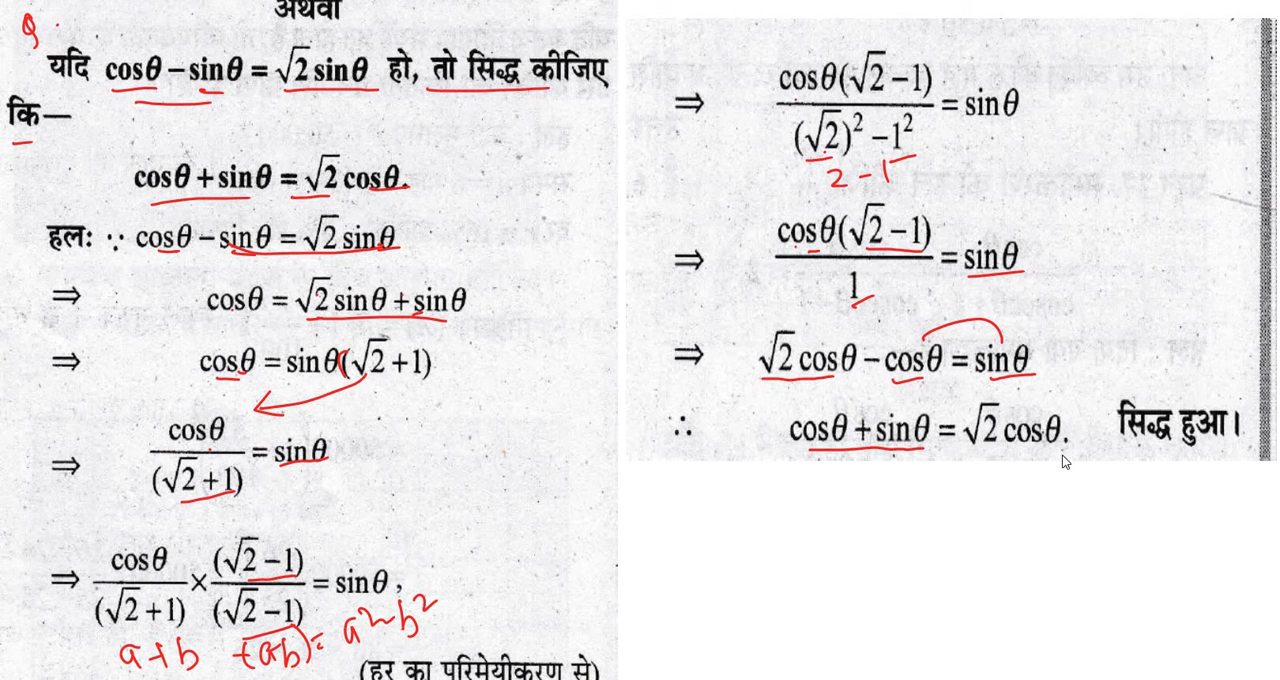 अथवा
Q
यदि cosθ – sinθ = √2 sinθ हो, तो सिद्ध कीजिए
कि—
cosθ + sinθ = √2 cosθ.
हलः ∵ cosθ – sinθ = √2 sinθ
⇒ cosθ = √2 sinθ + sinθ
⇒ cosθ = sinθ(√2 + 1)
⇒ cosθ/(√2 + 1) = sinθ
⇒ cosθ/(√2 + 1) × (√2 – 1)/(√2 – 1) = sinθ ,
a + b (a-b) = a² – b²
(हर का परिमेयीकरण से)
⇒ cosθ(√2 – 1)/((√2)² – 1²) = sinθ
2 – 1
⇒ cosθ(√2 – 1)/1 = sinθ
⇒ √2 cosθ – cosθ = sinθ
∴ cosθ + sinθ = √2 cosθ. सिद्ध हुआ।